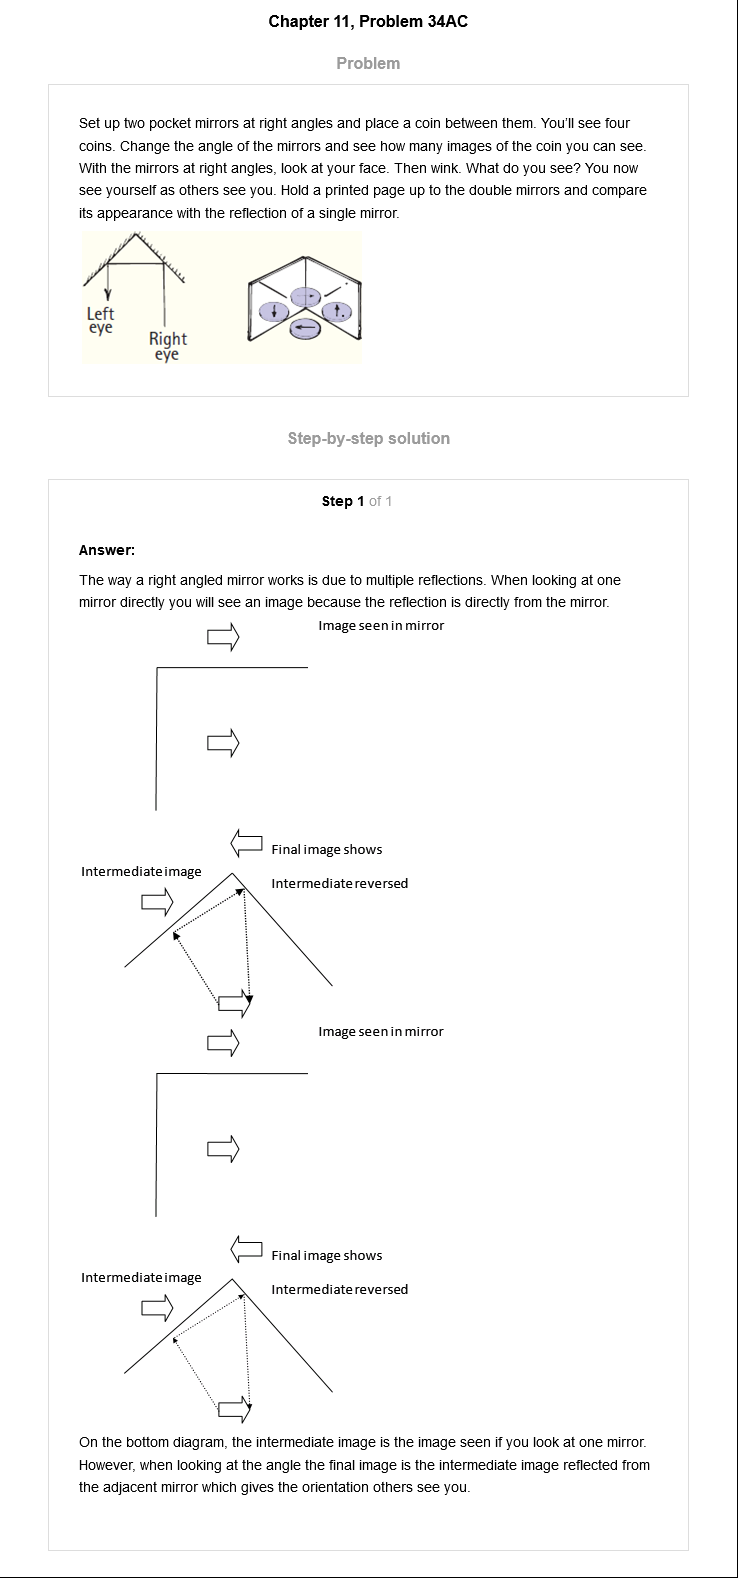 Chapter 11, Problem 34AC
Problem
Set up two pocket mirrors at right angles and place a coin between them. You'll see four
coins. Change the angle of the mirrors and see how many images of the coin you can see.
With the mirrors at right angles, look at your face. Then wink. What do you see? You now
see yourself as others see you. Hold a printed page up to the double mirrors and compare
its appearance with the reflection of a single mirror.
Left
eye
Right
eye
Step-by-step solution
Step 1 of 1
Answer:
The way a right angled mirror works is due to multiple reflections. When looking at one
mirror directly you will see an image because the reflection is directly from the mirror.
Image seen in mirror
Final image shows
Intermediate image
Intermediate reversed
Image seen in mirror
Final image shows
Intermediate image
Intermediate reversed
On the bottom diagram, the intermediate image is the image seen if you look at one mirror.
However, when looking at the angle the final image is the intermediate image reflected from
the adjacent mirror which gives the orientation others see you.